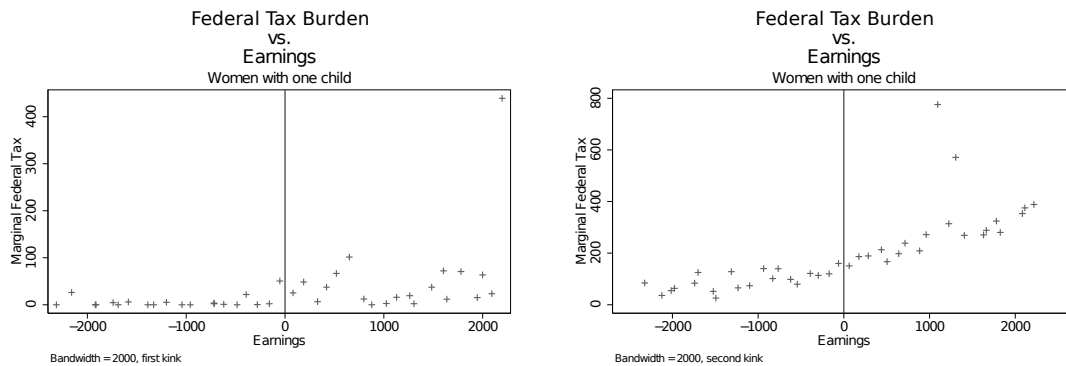 Federal Tax Burden
vs.
Earnings
Women with one child
Marginal Federal Tax
400
300
200
100
0
−2000 −1000 0 1000 2000
Earnings
Bandwidth = 2000, first kink
Federal Tax Burden
vs.
Earnings
Women with one child
Marginal Federal Tax
800
600
400
200
0
−2000 −1000 0 1000 2000
Earnings
Bandwidth = 2000, second kink